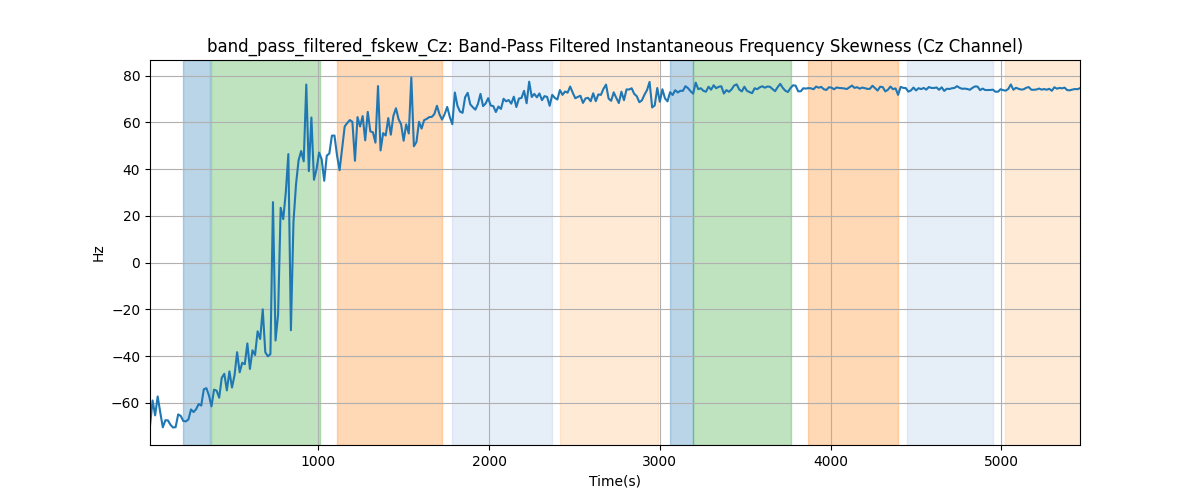 band_pass_filtered_fskew_Cz: Band-Pass Filtered Instantaneous Frequency Skewness (Cz Channel)
80
60
40
20
0
−20
−40
−60
Hz
1000 2000 3000 4000 5000
Time(s)